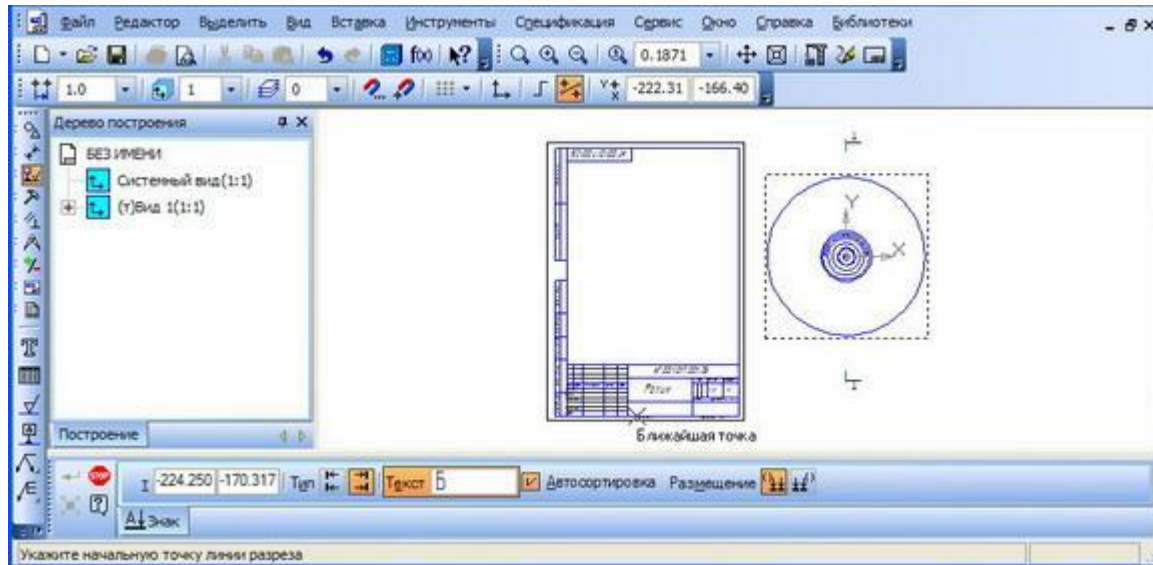 Файл Редактор Выделить Вид Вставка Инструменты Спецификация Сервис Окно Справка Библиотеки
f(x) 0.1871
1.0 1 0 -222.31 -166.40
Дерево построения
БЕЗ ИМЕНИ
Системный вид(1:1)
(т)Вид 1(1:1)
Y
X
Ролик
Ближайшая точка
Построение
-224.250 -170.317 Тип Текст Б Автосортировка Размещение
Знак
Укажите начальную точку линии разреза